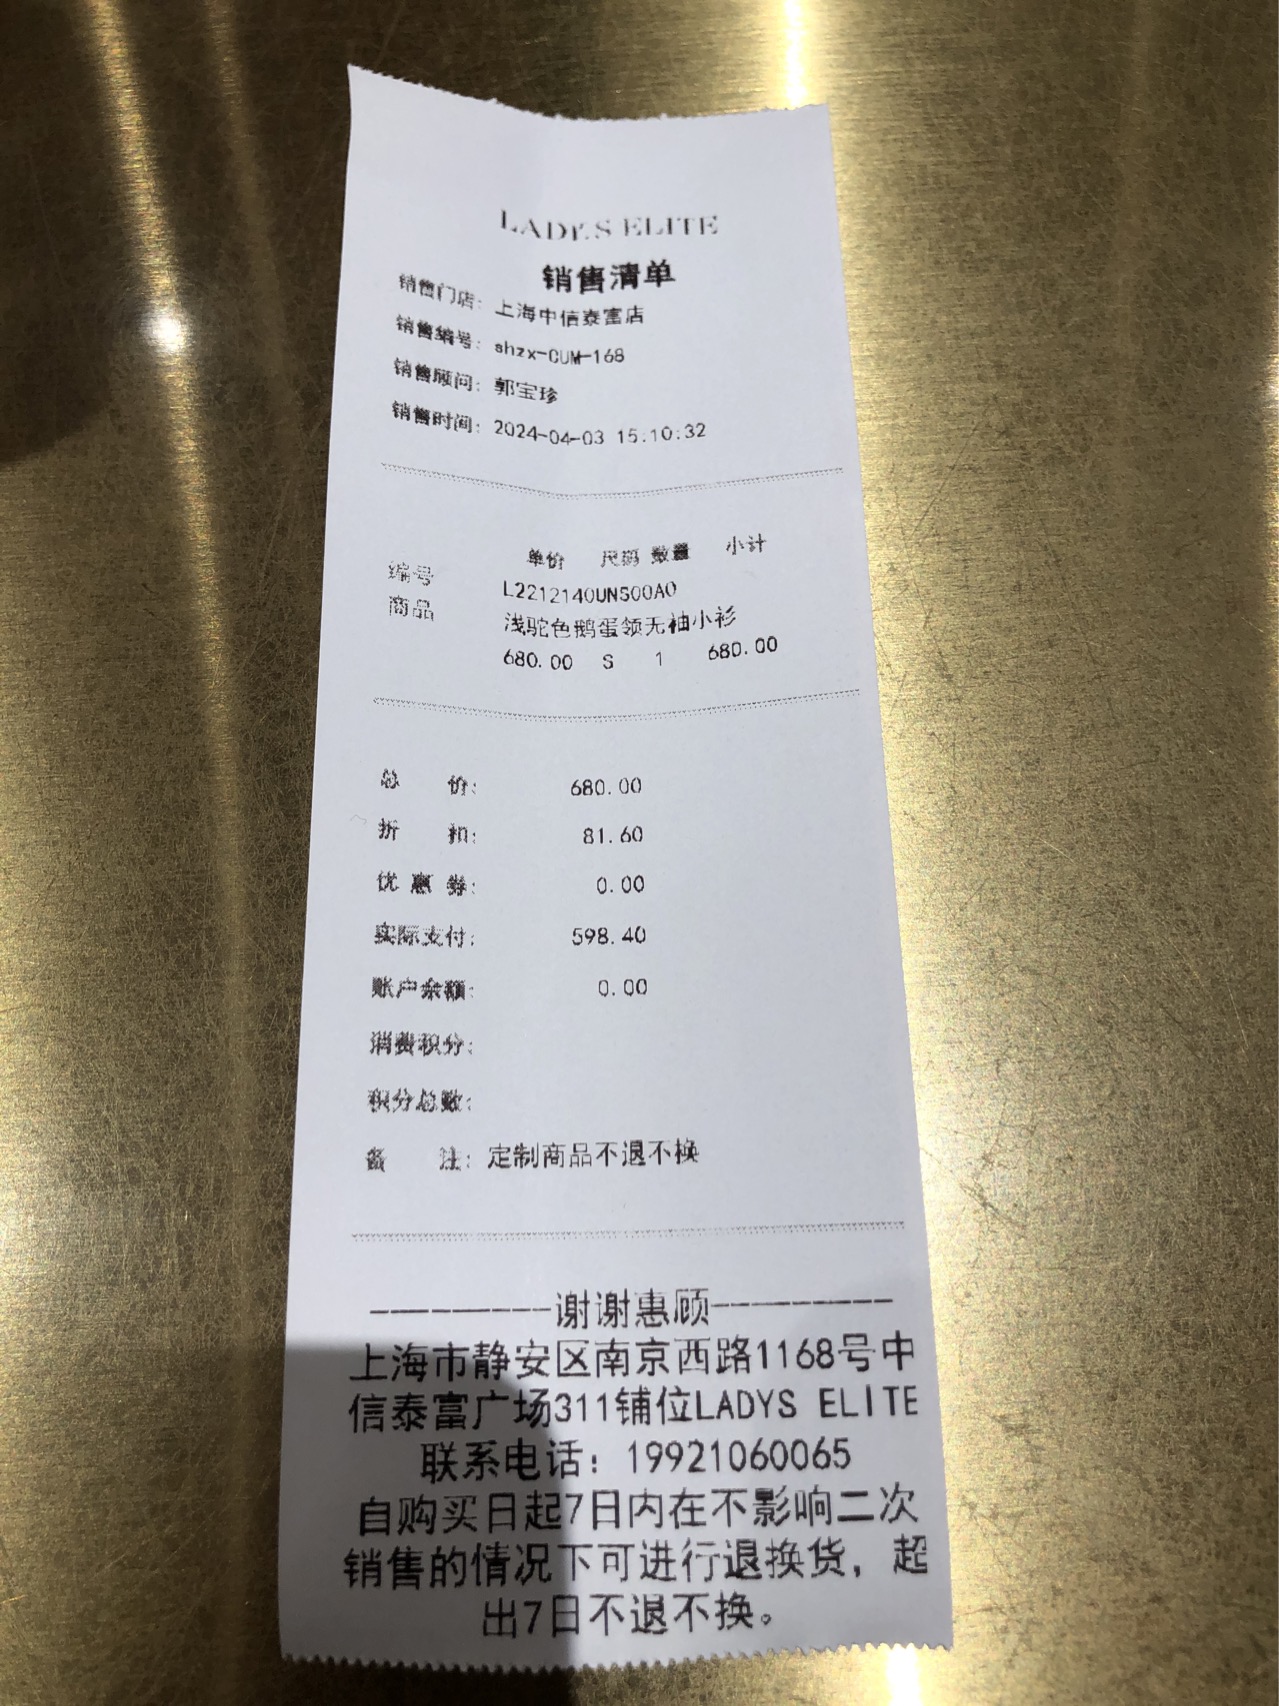 LADYS ELITE
销售清单
销售门店: 上海中信泰富店
销售编号: shzx-CUM-168
销售顾问: 郭宝珍
销售时间: 2024-04-03 15:10:32
单价 尺码 数量 小计
编号 L2212140UNS00A0
商品 浅驼色鹅蛋领无袖小衫
680.00 S 1 680.00
总 价: 680.00
折 扣: 81.60
优 惠 券: 0.00
实际支付: 598.40
账户余额: 0.00
消费积分:
积分总数:
备 注: 定制商品不退不换
----------谢谢惠顾----------
上海市静安区南京西路1168号中
信泰富广场311铺位LADYS ELITE
联系电话: 19921060065
自购买日起7日内在不影响二次
销售的情况下可进行退换货，超
出7日不退不换。